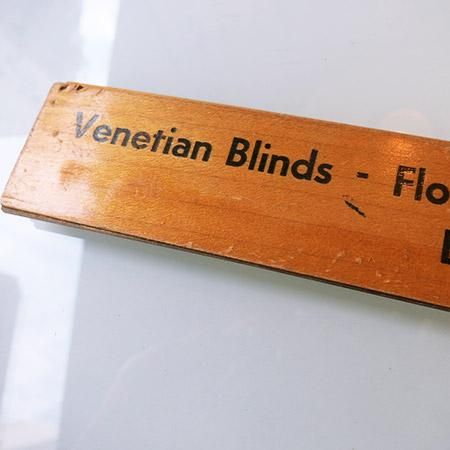 Venetian Blinds - Flo